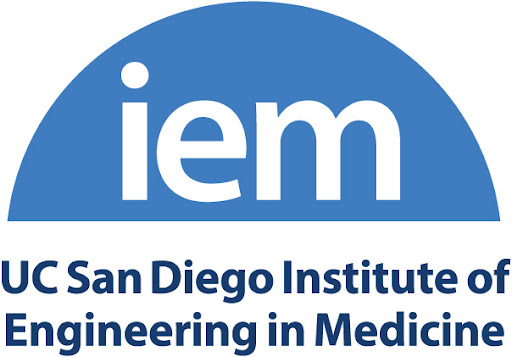 iem
UC San Diego Institute of
Engineering in Medicine